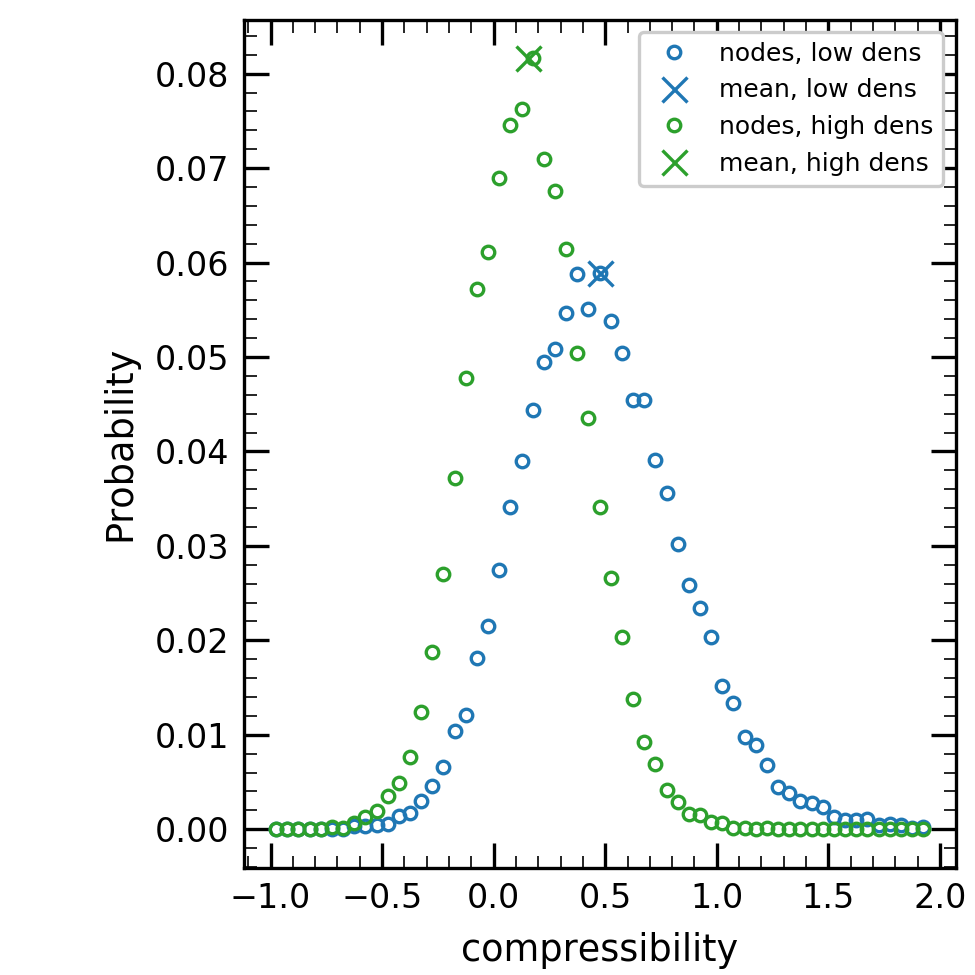 nodes, low dens
mean, low dens
nodes, high dens
mean, high dens
0.08
0.07
0.06
0.05
0.04
0.03
0.02
0.01
0.00
Probability
−1.0 −0.5 0.0 0.5 1.0 1.5 2.0
compressibility